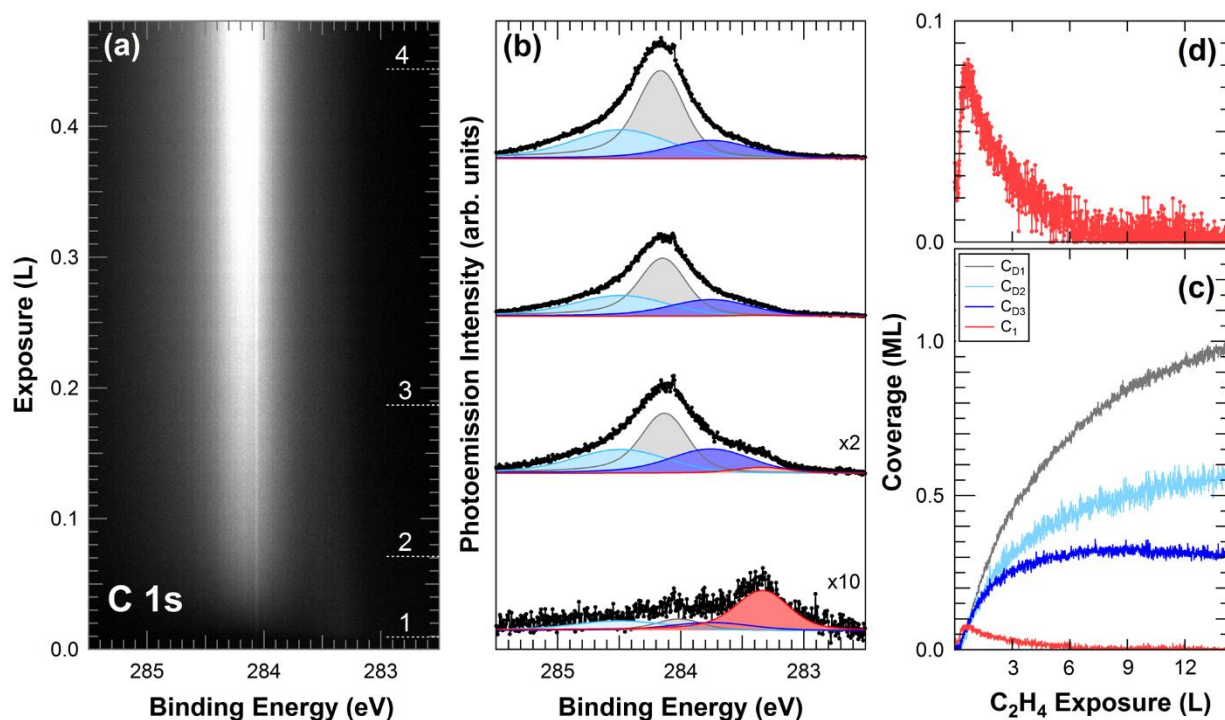 (a)
4
3
2
1
C 1s
0.4
0.3
0.2
0.1
0.0
Exposure (L)
285
284
283
Binding Energy (eV)
(b)
x2
x10
Photoemission Intensity (arb. units)
285
284
283
Binding Energy (eV)
0.1
0.0
(d)
(c)
C_D1
C_D2
C_D3
C_1
1.0
0.5
0.0
Coverage (ML)
3
6
9
12
C₂H₄ Exposure (L)